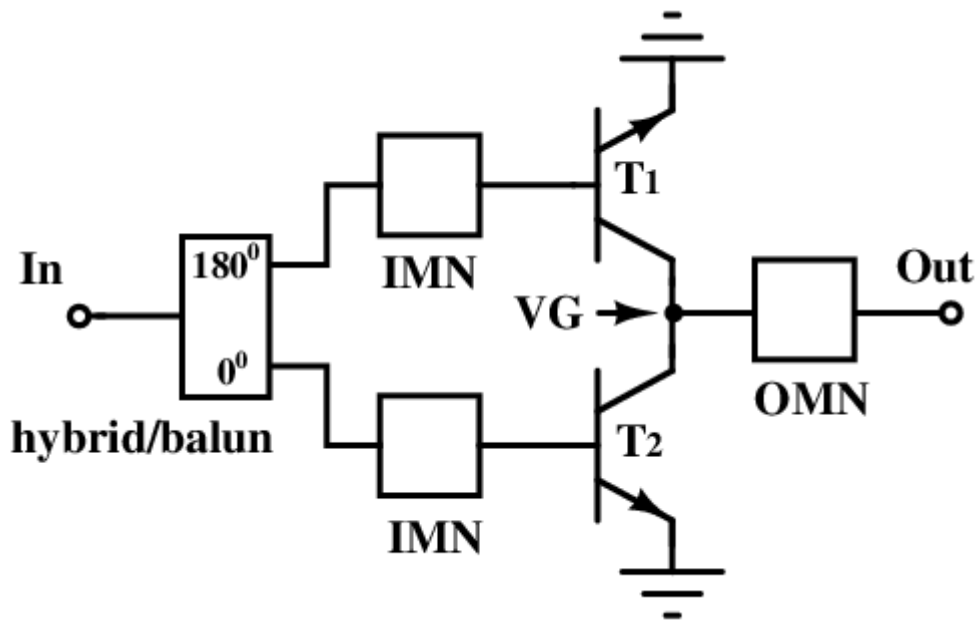 In
180⁰
0⁰
hybrid/balun
IMN
IMN
T1
VG
T2
OMN
Out